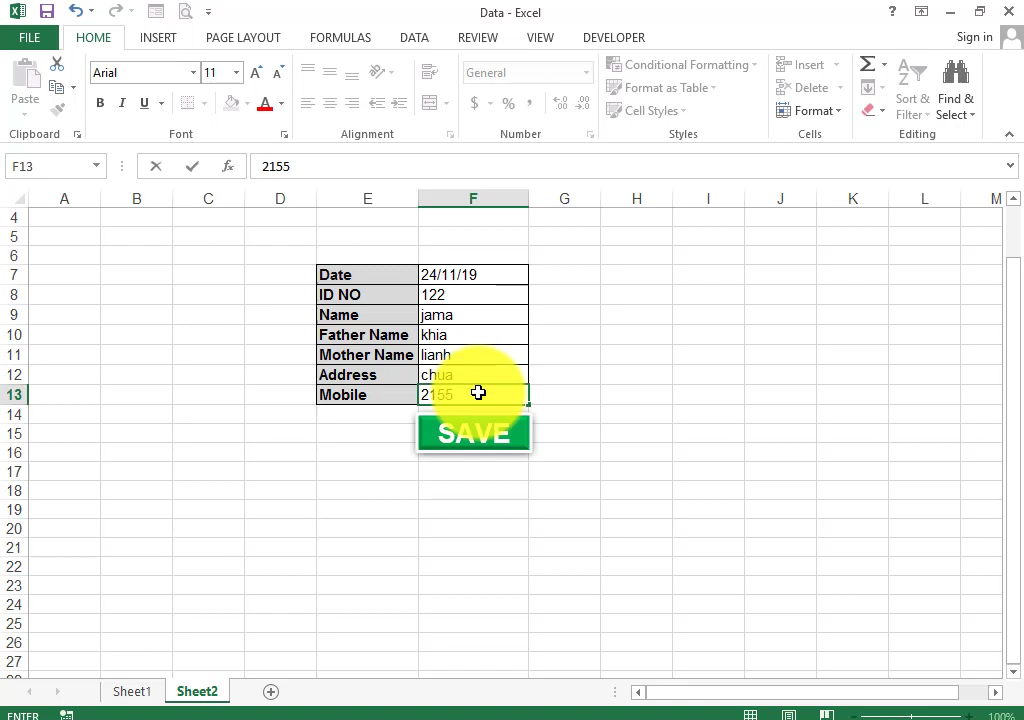 Data - Excel
?
FILE
HOME
INSERT
PAGE LAYOUT
FORMULAS
DATA
REVIEW
VIEW
DEVELOPER
Sign in
Paste
Clipboard
Arial
11
B I U
A
Font
Alignment
General
$ % ,
Number
Conditional Formatting
Format as Table
Cell Styles
Styles
Insert
Delete
Format
Cells
Sort &
Filter
Find &
Select
Editing
F13
fx
2155
A B C D E F G H I J K L M
4
5
6
7 Date 24/11/19
8 ID NO 122
9 Name jama
10 Father Name khia
11 Mother Name lianh
12 Address chua
13 Mobile 2155
14
15 SAVE
16
17
18
19
20
21
22
23
24
25
26
27
Sheet1
Sheet2
ENTER
100%